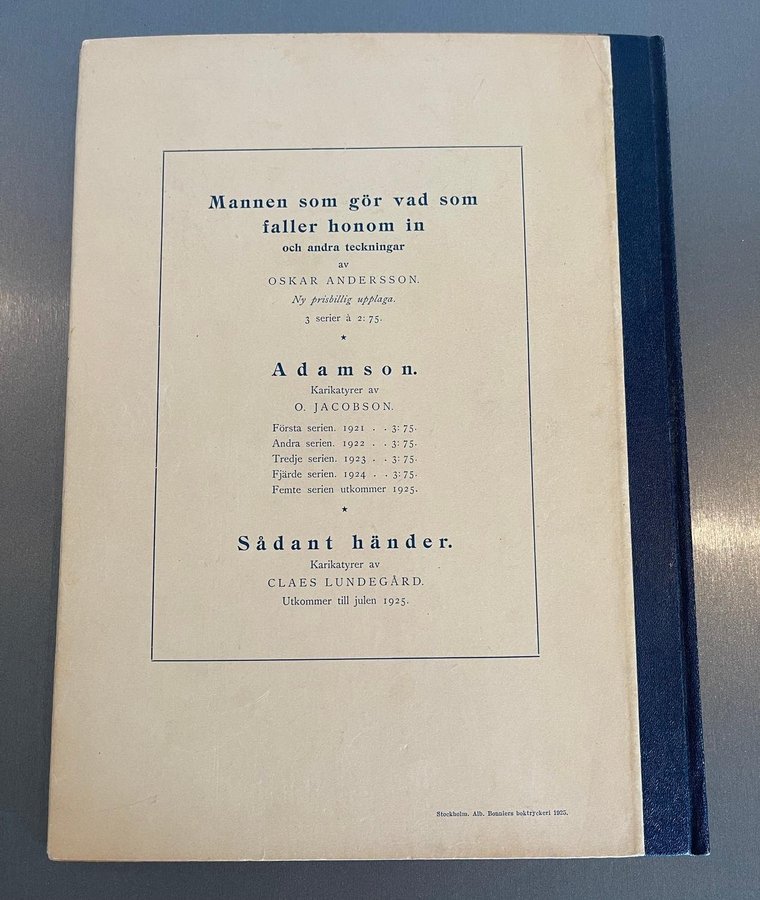 Mannen som gör vad som
faller honom in
och andra teckningar
av
OSKAR ANDERSSON.
Ny prisbillig upplaga.
3 serier à 2: 75.
★
Adamson.
Karikatyrer av
O. JACOBSON.
Första serien. 1921 . . 3: 75.
Andra serien. 1922 . . 3: 75.
Tredje serien. 1923 . . 3: 75.
Fjärde serien. 1924 . . 3: 75.
Femte serien utkommer 1925.
★
Sådant händer.
Karikatyrer av
CLAES LUNDEGÅRD.
Utkommer till julen 1925.
Stockholm. Alb. Bonniers boktryckeri 1925.